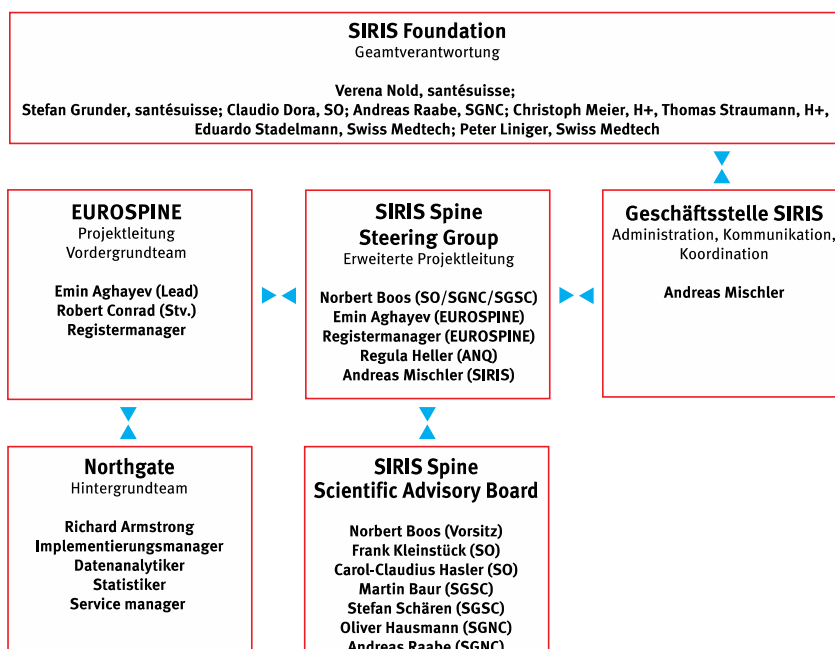 SIRIS Foundation
Geamtverantwortung
Verena Nold, santésuisse;
Stefan Grunder, santésuisse; Claudio Dora, SO; Andreas Raabe, SGNC; Christoph Meier, H+, Thomas Straumann, H+,
Eduardo Stadelmann, Swiss Medtech; Peter Liniger, Swiss Medtech
EUROSPINE
Projektleitung
Vordergrundteam
Emin Aghayev (Lead)
Robert Conrad (Stv.)
Registermanager
SIRIS Spine
Steering Group
Erweiterte Projektleitung
Norbert Boos (SO/SGNC/SGSC)
Emin Aghayev (EUROSPINE)
Registermanager (EUROSPINE)
Regula Heller (ANQ)
Andreas Mischler (SIRIS)
Geschäftsstelle SIRIS
Administration, Kommunikation,
Koordination
Andreas Mischler
Northgate
Hintergrundteam
Richard Armstrong
Implementierungsmanager
Datenanalytiker
Statistiker
Service manager
SIRIS Spine
Scientific Advisory Board
Norbert Boos (Vorsitz)
Frank Kleinstück (SO)
Carol-Claudius Hasler (SO)
Martin Baur (SGSC)
Stefan Schären (SGSC)
Oliver Hausmann (SGNC)
Andreas Raabe (SGNC)